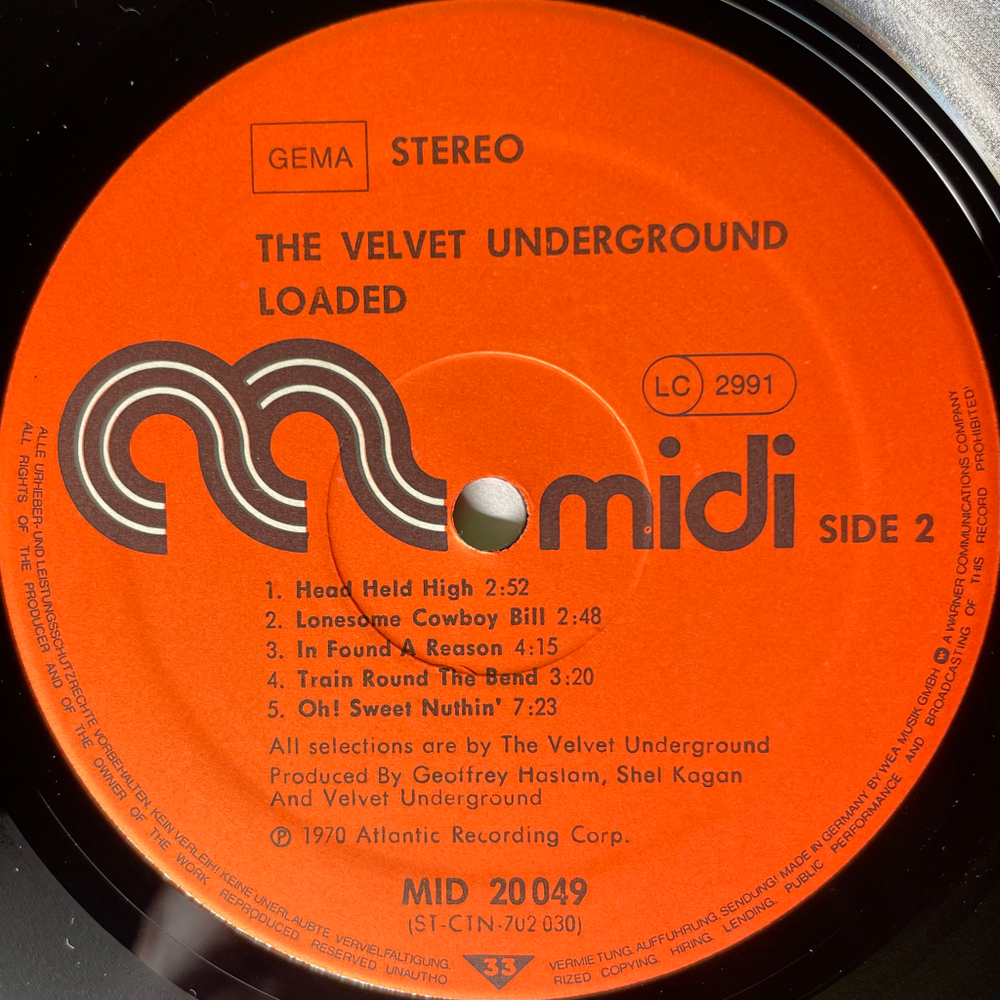 GEMA STEREO
THE VELVET UNDERGROUND
LOADED
LC 2991
midi SIDE 2
1. Head Held High 2:52
2. Lonesome Cowboy Bill 2:48
3. In Found A Reason 4:15
4. Train Round The Bend 3:20
5. Oh! Sweet Nuthin' 7:23
All selections are by The Velvet Underground
Produced By Geoffrey Haslam, Shel Kagan
And Velvet Underground
Ⓟ 1970 Atlantic Recording Corp.
MID 20 049
(ST-CTN-702 030)
33
ALLE URHEBER- UND LEISTUNGSSCHUTZRECHTE VORBEHALTEN. KEIN VERLEIH! KEINE UNERLAUBTE VERVIELFÄLTIGUNG, VERMIETUNG, AUFFÜHRUNG, SENDUNG! MADE IN GERMANY BY WEA MUSIK GMBH A WARNER COMMUNICATIONS COMPANY
ALL RIGHTS OF THE PRODUCER AND OF THE OWNER OF THE WORK REPRODUCED RESERVED UNAUTHORIZED COPYING. HIRING. LENDING. PUBLIC PERFORMANCE AND BROADCASTING OF THIS RECORD PROHIBITED!